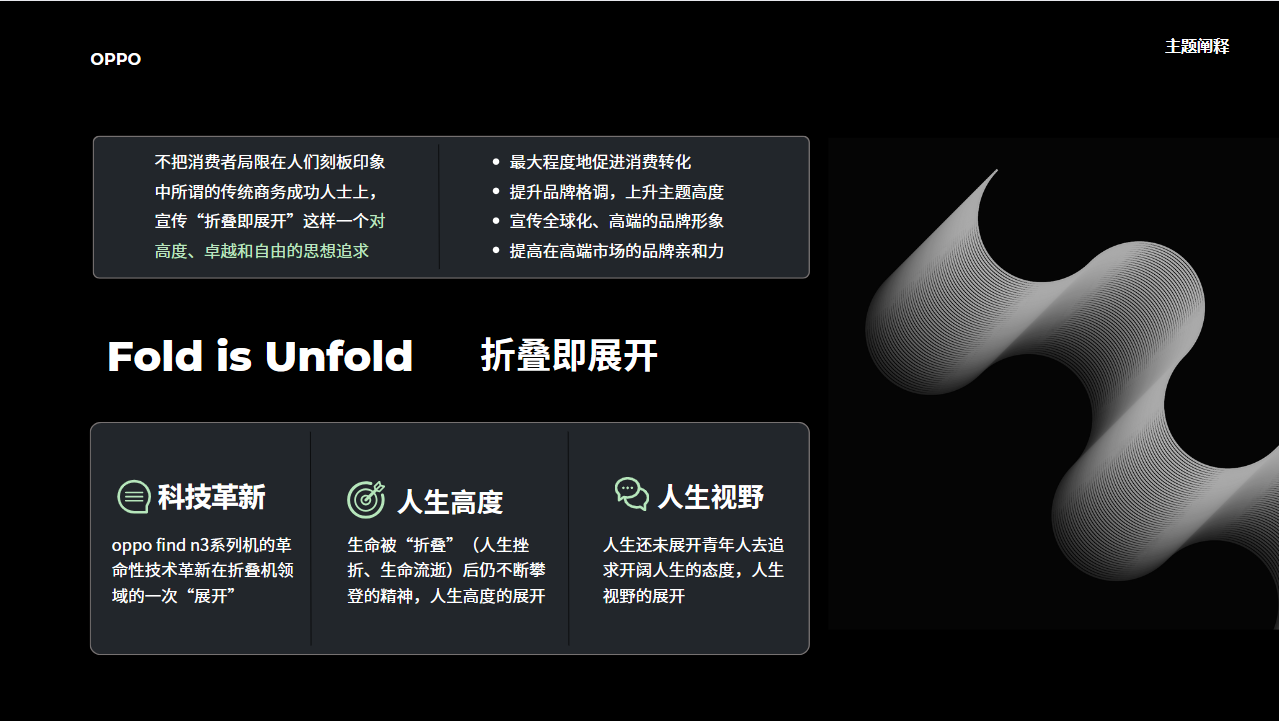 OPPO
主题阐释
不把消费者局限在人们刻板印象
中所谓的传统商务成功人士上，
宣传“折叠即展开”这样一个对
高度、卓越和自由的思想追求
• 最大程度地促进消费转化
• 提升品牌格调，上升主题高度
• 宣传全球化、高端的品牌形象
• 提高在高端市场的品牌亲和力
Fold is Unfold 折叠即展开
科技革新
oppo find n3系列机的革
命性技术革新在折叠机领
域的一次“展开”
人生高度
生命被“折叠”（人生挫
折、生命流逝）后仍不断攀
登的精神，人生高度的展开
人生视野
人生还未展开青年人去追
求开阔人生的态度，人生
视野的展开